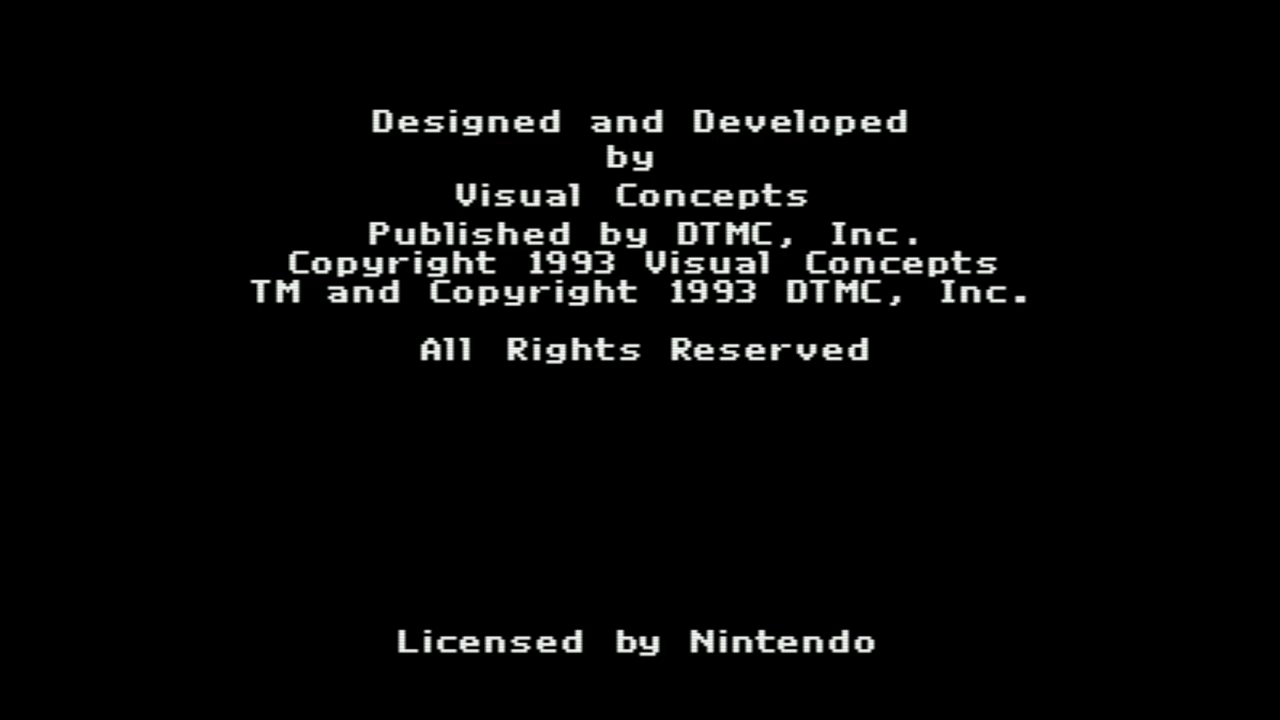 Designed and Developed
by
Visual Concepts
Published by DTMC, Inc.
Copyright 1993 Visual Concepts
TM and Copyright 1993 DTMC, Inc.
All Rights Reserved
Licensed by Nintendo